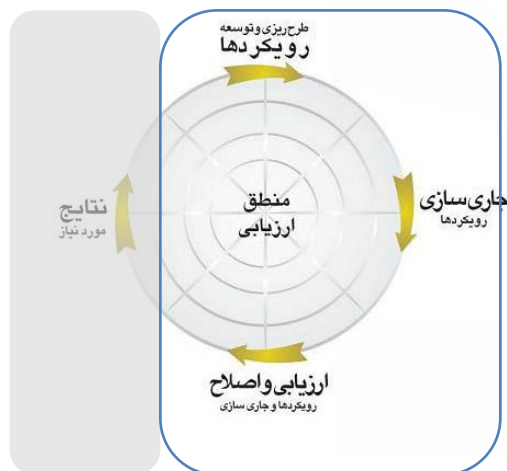 طرح‌ریزی و توسعه
رویکردها
جاری سازی
رویکردها
منطق
ارزیابی
نتایج
مورد نیاز
ارزیابی و اصلاح
رویکردها و جاری سازی